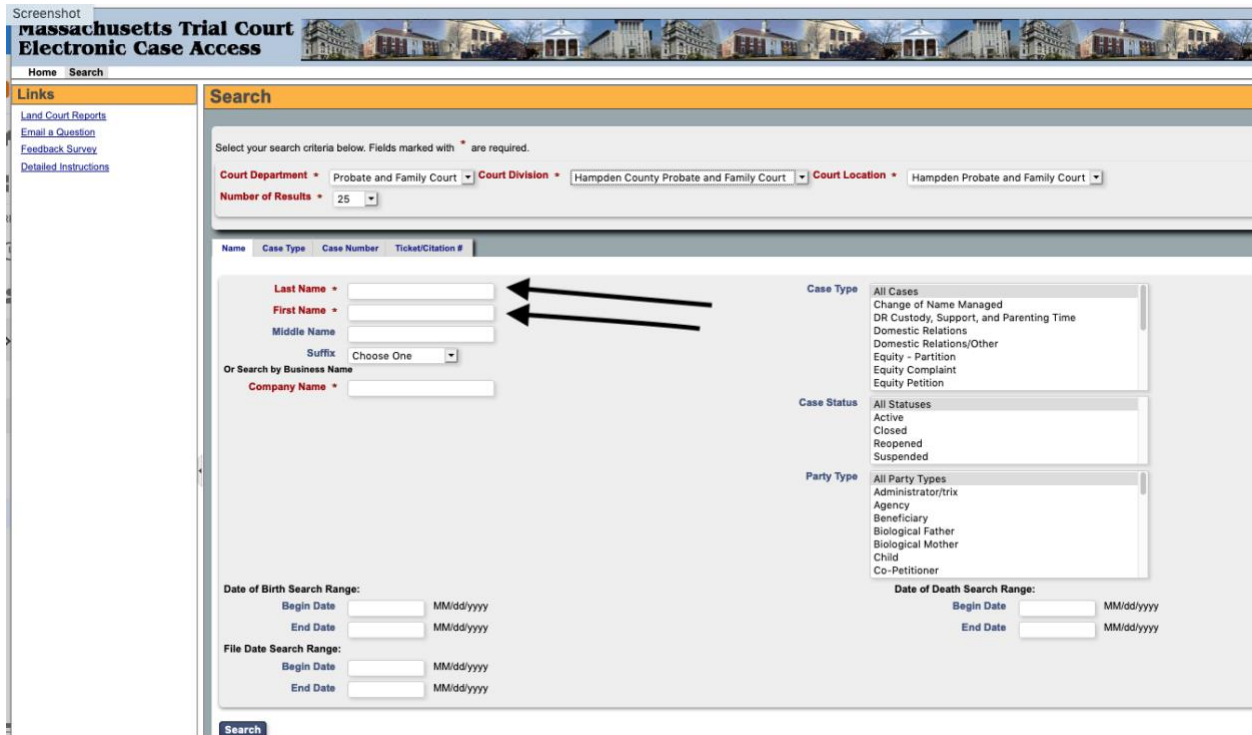 Screenshot
Massachusetts Trial Court
Electronic Case Access
Home Search
Links
Land Court Reports
Email a Question
Feedback Survey
Detailed Instructions
Search
Select your search criteria below. Fields marked with * are required.
Court Department * Probate and Family Court Court Division * Hampden County Probate and Family Court Court Location * Hampden Probate and Family Court
Number of Results * 25
Name Case Type Case Number Ticket/Citation #
Last Name *
First Name *
Middle Name
Suffix Choose One
Or Search by Business Name
Company Name *
Case Type All Cases
Change of Name Managed
DR Custody, Support, and Parenting Time
Domestic Relations
Domestic Relations/Other
Equity - Partition
Equity Complaint
Equity Petition
Case Status All Statuses
Active
Closed
Reopened
Suspended
Party Type All Party Types
Administrator/trix
Agency
Beneficiary
Biological Father
Biological Mother
Child
Co-Petitioner
Date of Birth Search Range:
Begin Date MM/dd/yyyy
End Date MM/dd/yyyy
Date of Death Search Range:
Begin Date MM/dd/yyyy
End Date MM/dd/yyyy
File Date Search Range:
Begin Date MM/dd/yyyy
End Date MM/dd/yyyy
Search